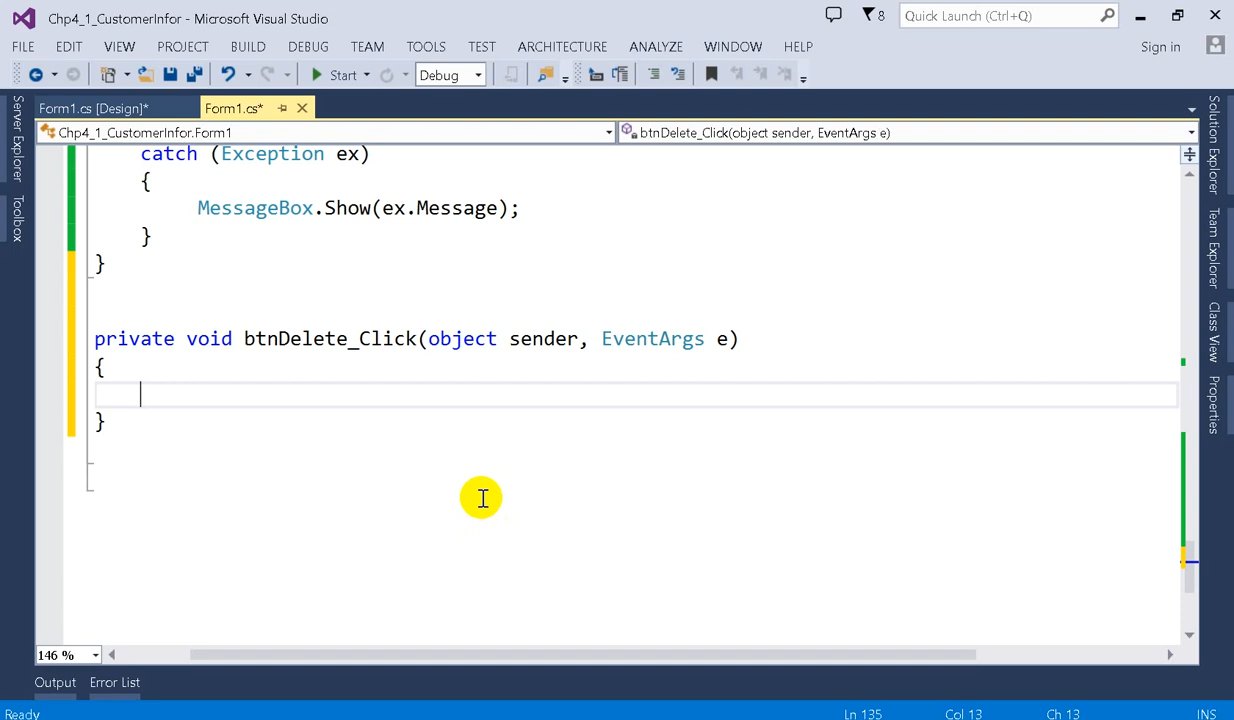 Chp4_1_CustomerInfor - Microsoft Visual Studio
8
Quick Launch (Ctrl+Q)
FILE EDIT VIEW PROJECT BUILD DEBUG TEAM TOOLS TEST ARCHITECTURE ANALYZE WINDOW HELP
Sign in
Start
Debug
Form1.cs [Design]*
Form1.cs*
Chp4_1_CustomerInfor.Form1
btnDelete_Click(object sender, EventArgs e)
Server Explorer
Toolbox
catch (Exception ex)
{
MessageBox.Show(ex.Message);
}
}
private void btnDelete_Click(object sender, EventArgs e)
{
}
Solution Explorer
Team Explorer
Class View
Properties
146 %
Output
Error List
Ready
Ln 135
Col 13
Ch 13
INS